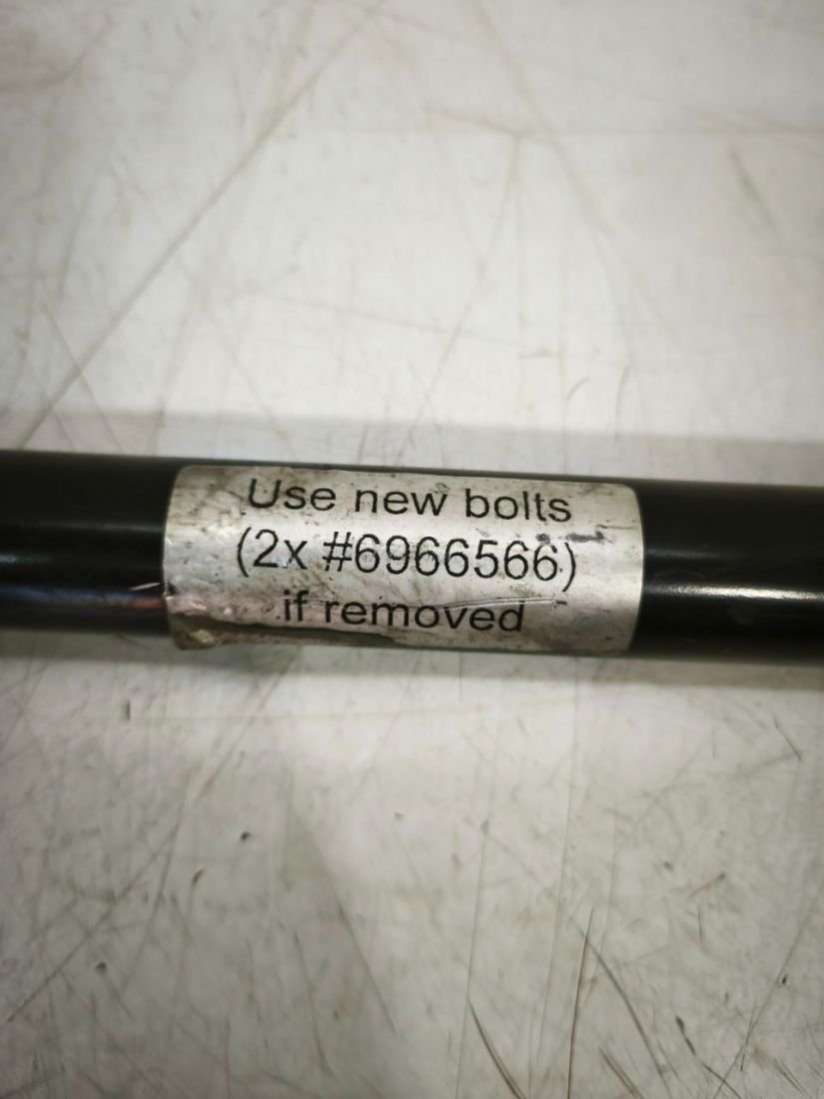 Use new bolts
(2x #6966566)
if removed